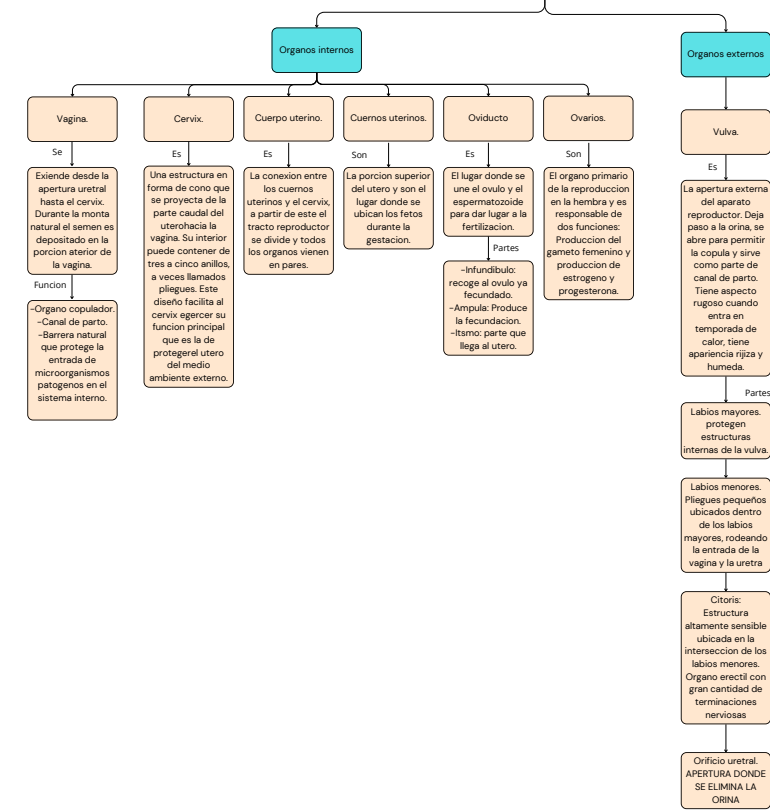 Organos internos
Organos externos
Vagina.
Se
Exiende desde la
apertura uretral
hasta el cervix.
Durante la monta
natural el semen es
depositado en la
porcion aterior de
la vagina.
Funcion
-Organo copulador.
-Canal de parto.
-Barrera natural
que protege la
entrada de
microorganismos
patogenos en el
sistema interno.
Cervix.
Es
Una estructura en
forma de cono que
se proyecta de la
parte caudal del
uterohacia la
vagina. Su interior
puede contener de
tres a cinco anillos,
a veces llamados
pliegues. Este
diseño facilita al
cervix egercer su
funcion principal
que es la de
protegerel utero
del medio
ambiente externo.
Cuerpo uterino.
Es
La conexion entre
los cuernos
uterinos y el cervix,
a partir de este el
tracto reproductor
se divide y todos
los organos vienen
en pares.
Cuernos uterinos.
Son
La porcion superior
del utero y son el
lugar donde se
ubican los fetos
durante la
gestacion.
Oviducto
Es
El lugar donde se
une el ovulo y el
espermatozoide
para dar lugar a la
fertilizacion.
Partes
-Infundibulo:
recoge al ovulo ya
fecundado.
-Ampula: Produce
la fecundacion.
-Itsmo: parte que
llega al utero.
Ovarios.
Son
El organo primario
de la reproduccion
en la hembra y es
responsable de
dos funciones:
Produccion del
gameto femenino y
produccion de
estrogeno y
progesterona.
Vulva.
Es
La apertura externa
del aparato
reproductor. Deja
paso a la orina, se
abre para permitir
la copula y sirve
como parte de
canal de parto.
Tiene aspecto
rugoso cuando
entra en
temporada de
calor, tiene
apariencia rijiza y
humeda.
Partes
Labios mayores.
protegen
estructuras
internas de la vulva.
Labios menores.
Pliegues pequeños
ubicados dentro
de los labios
mayores, rodeando
la entrada de la
vagina y la uretra
Citoris:
Estructura
altamente sensible
ubicada en la
interseccion de los
labios menores.
Organo erectil con
gran cantidad de
terminaciones
nerviosas
Orificio uretral.
APERTURA DONDE
SE ELIMINA LA
ORINA